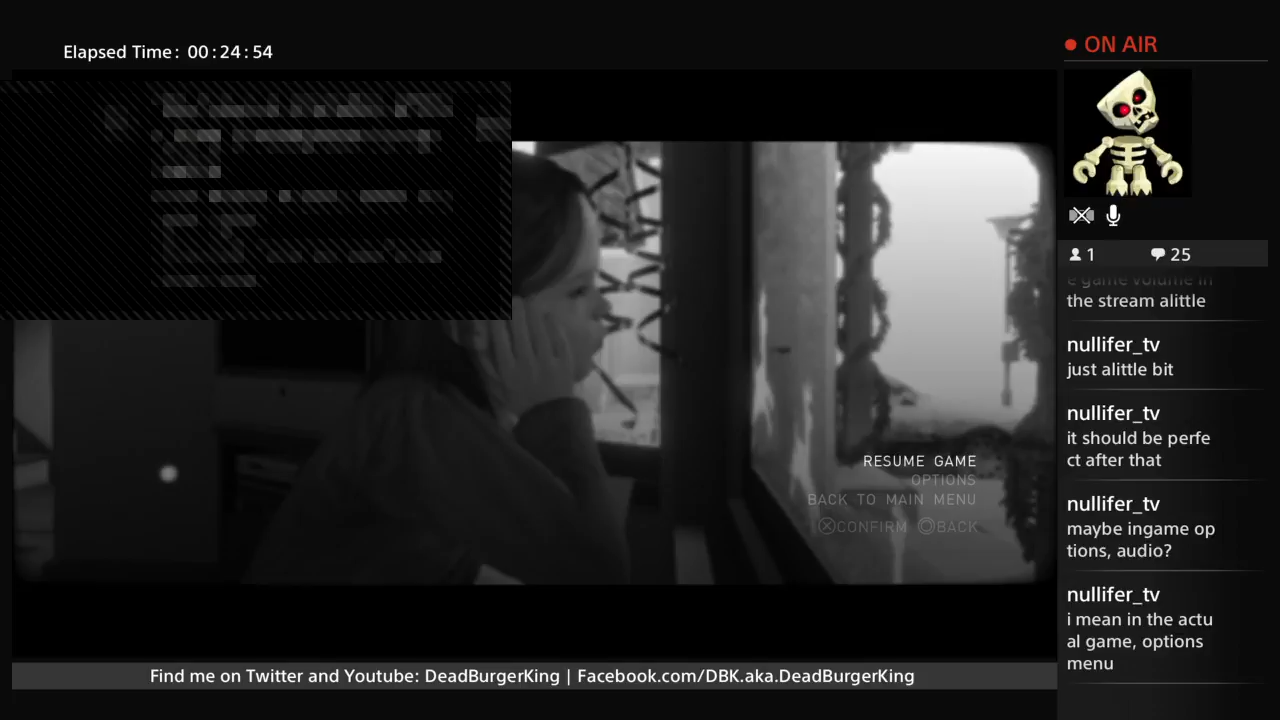 Elapsed Time: 00:24:54
ON AIR
1 25
the stream alittle
nullifer_tv
just alittle bit
nullifer_tv
it should be perfe
ct after that
nullifer_tv
maybe ingame op
tions, audio?
nullifer_tv
i mean in the actu
al game, options
menu
RESUME GAME
OPTIONS
BACK TO MAIN MENU
CONFIRM BACK
Find me on Twitter and Youtube: DeadBurgerKing | Facebook.com/DBK.aka.DeadBurgerKing